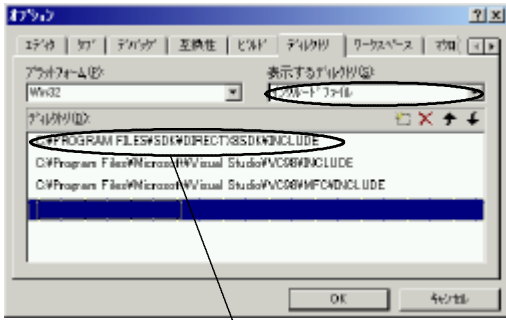 オプション
エディタ タブ デバッグ 互換性 ビルド ディレクトリ ワークスペース マクロ
プラットフォーム(P): 表示するディレクトリ(S):
Win32 インクルード ファイル
ディレクトリ(D):
C:¥PROGRAM FILES¥SDK¥DIRECTX8SDK¥INCLUDE
C:¥Program Files¥Microsoft¥Visual Studio¥VC98¥INCLUDE
C:¥Program Files¥Microsoft¥Visual Studio¥VC98¥MFC¥INCLUDE
OK キャンセル